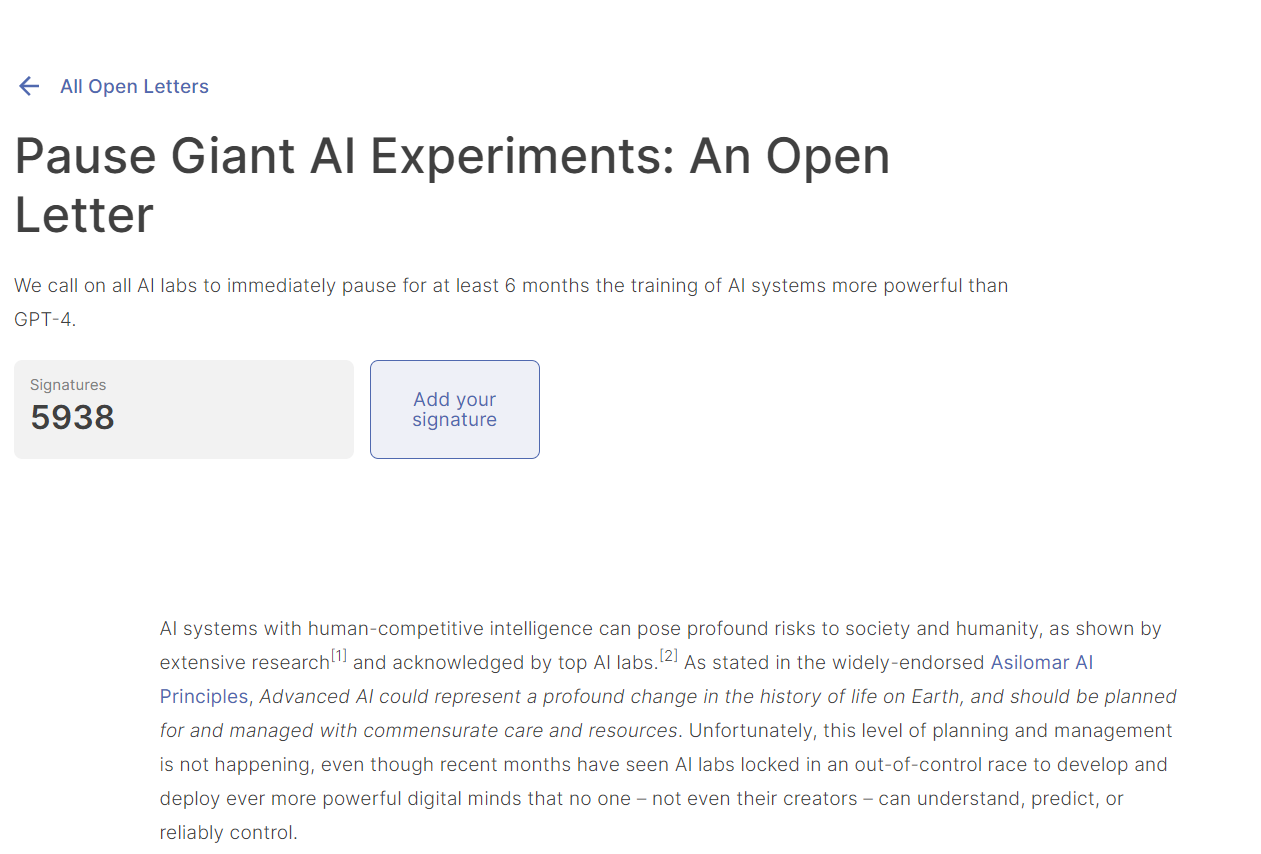 All Open Letters
Pause Giant AI Experiments: An Open
Letter
We call on all AI labs to immediately pause for at least 6 months the training of AI systems more powerful than
GPT-4.
Signatures
5938
Add your
signature
AI systems with human-competitive intelligence can pose profound risks to society and humanity, as shown by
extensive research[1] and acknowledged by top AI labs.[2] As stated in the widely-endorsed Asilomar AI
Principles, Advanced AI could represent a profound change in the history of life on Earth, and should be planned
for and managed with commensurate care and resources. Unfortunately, this level of planning and management
is not happening, even though recent months have seen AI labs locked in an out-of-control race to develop and
deploy ever more powerful digital minds that no one – not even their creators – can understand, predict, or
reliably control.